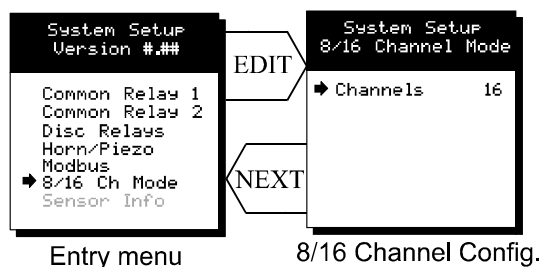 System Setup
Version #.##
Common Relay 1
Common Relay 2
Disc Relays
Horn/Piezo
Modbus
8/16 Ch Mode
Sensor Info
Entry menu
EDIT
NEXT
System Setup
8/16 Channel Mode
Channels 16
8/16 Channel Config.